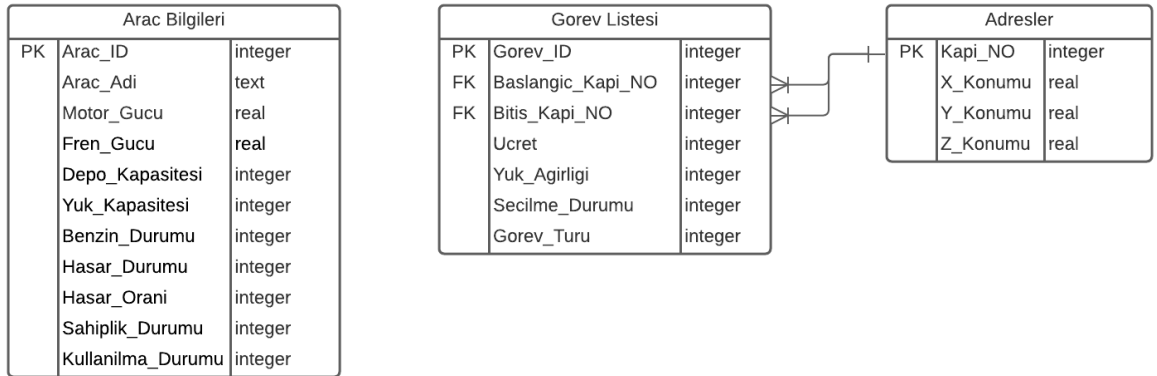 Arac Bilgileri
PK Arac_ID integer
Arac_Adi text
Motor_Gucu real
Fren_Gucu real
Depo_Kapasitesi integer
Yuk_Kapasitesi integer
Benzin_Durumu integer
Hasar_Durumu integer
Hasar_Orani integer
Sahiplik_Durumu integer
Kullanilma_Durumu integer
Gorev Listesi
PK Gorev_ID integer
FK Baslangic_Kapi_NO integer
FK Bitis_Kapi_NO integer
Ucret integer
Yuk_Agirligi integer
Secilme_Durumu integer
Gorev_Turu integer
Adresler
PK Kapi_NO integer
X_Konumu real
Y_Konumu real
Z_Konumu real